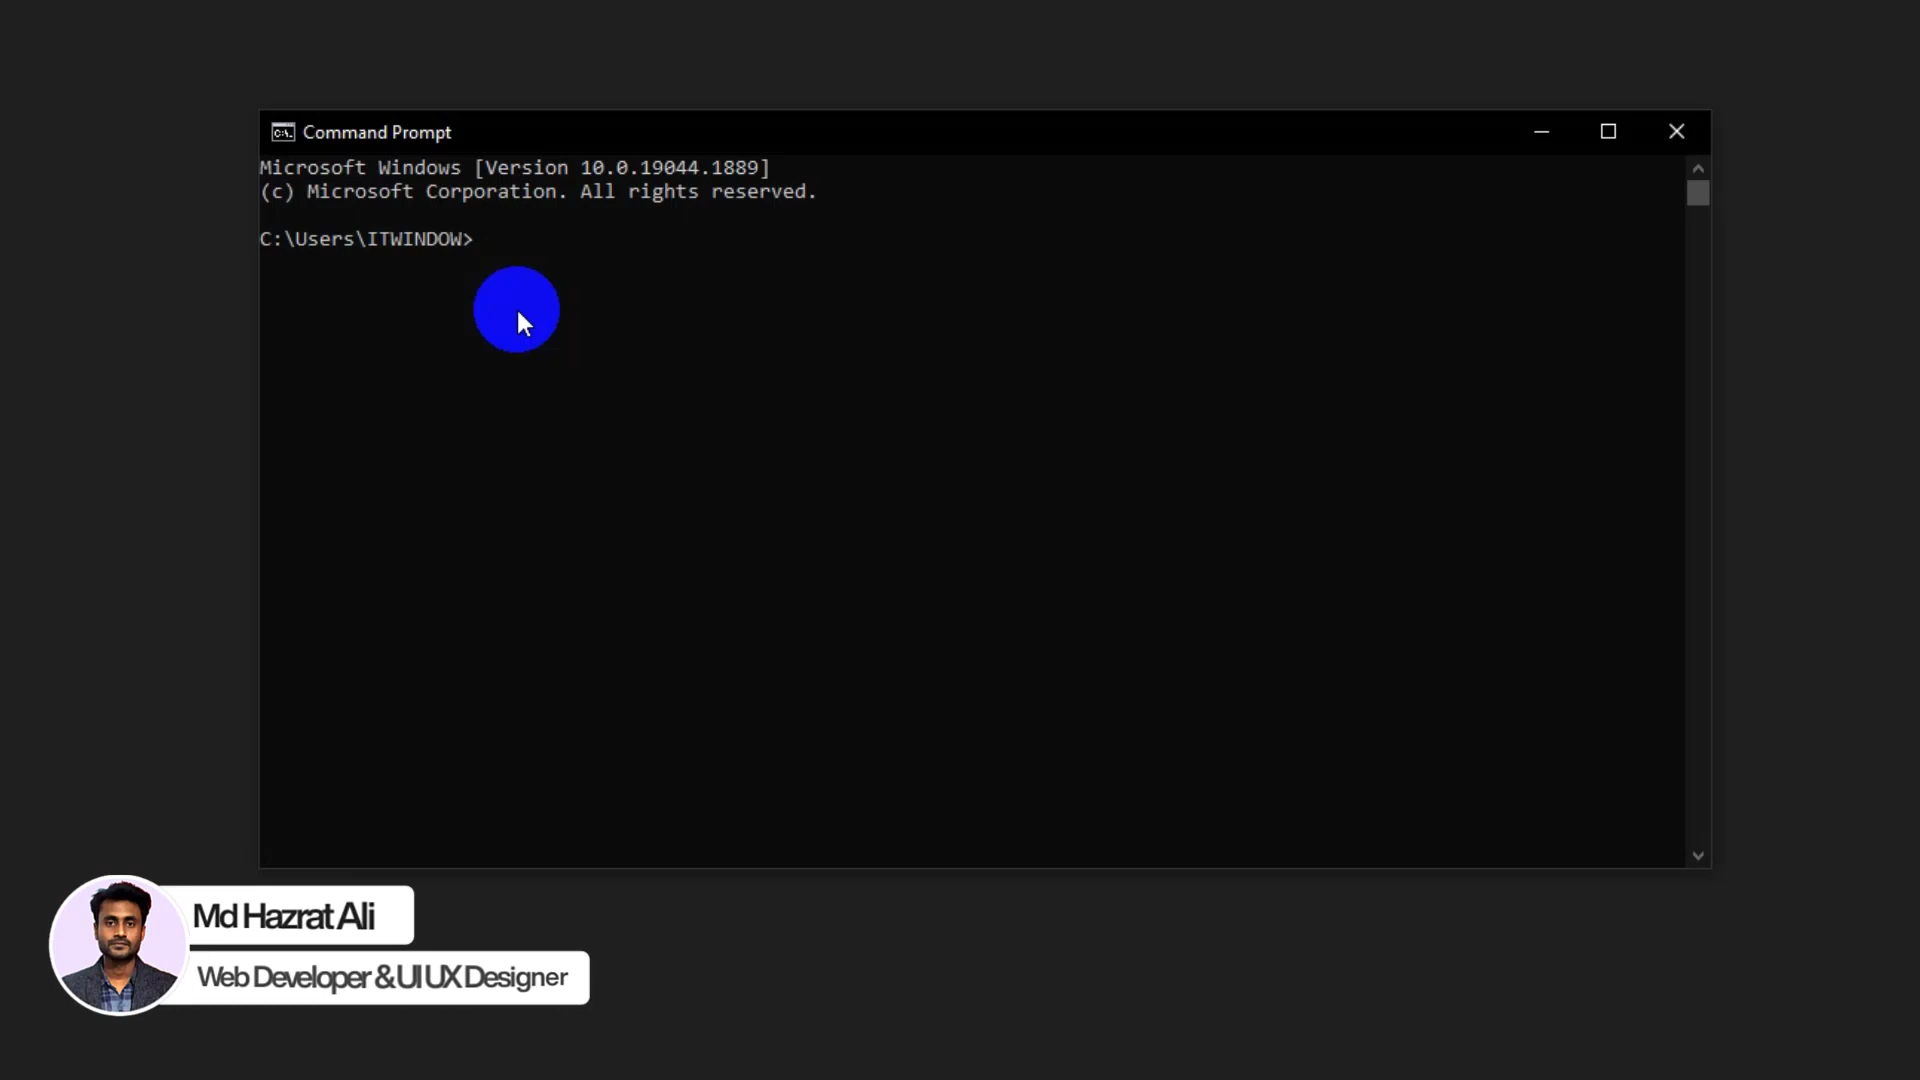 Command Prompt
Microsoft Windows [Version 10.0.19044.1889]
(c) Microsoft Corporation. All rights reserved.
C:\Users\ITWINDOW>
Md Hazrat Ali
Web Developer & UI UX Designer